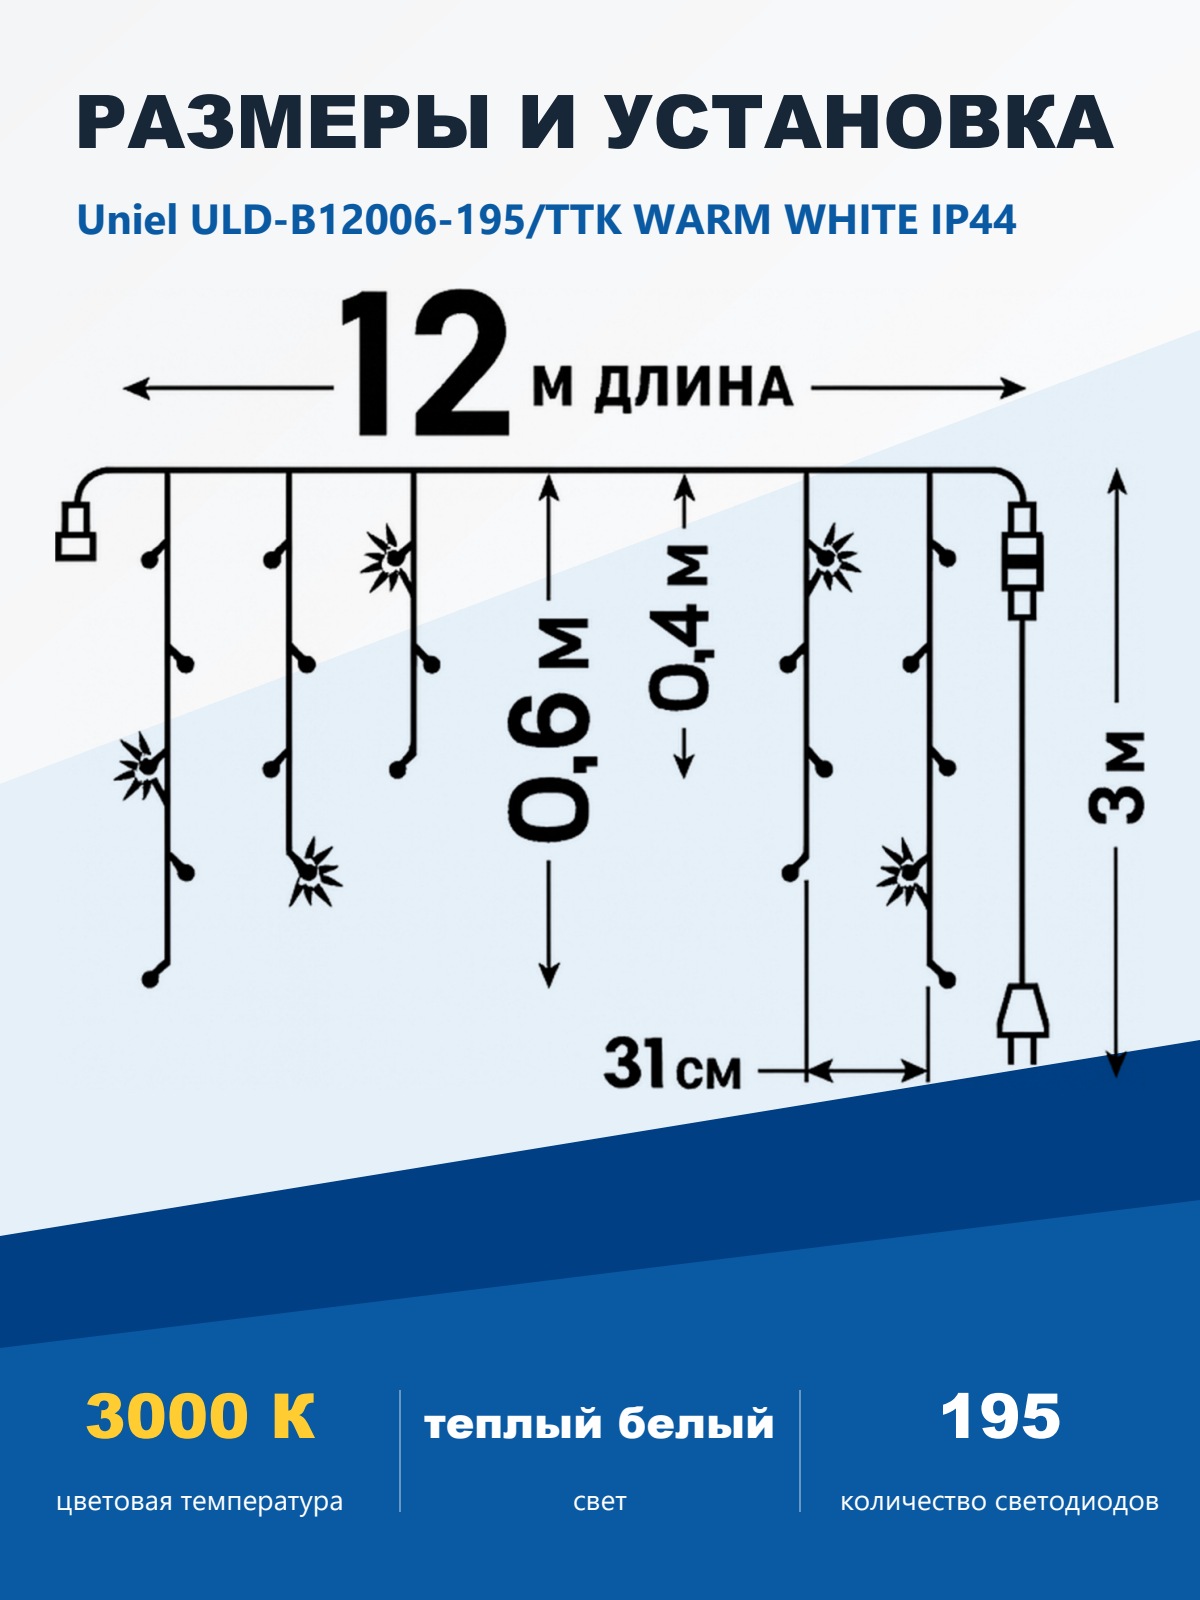 РАЗМЕРЫ И УСТАНОВКА
Uniel ULD-B12006-195/TTK WARM WHITE IP44
12 м ДЛИНА
0,6 м
0,4 м
3 м
31 см
3000 К
цветовая температура
теплый белый
свет
195
количество светодиодов